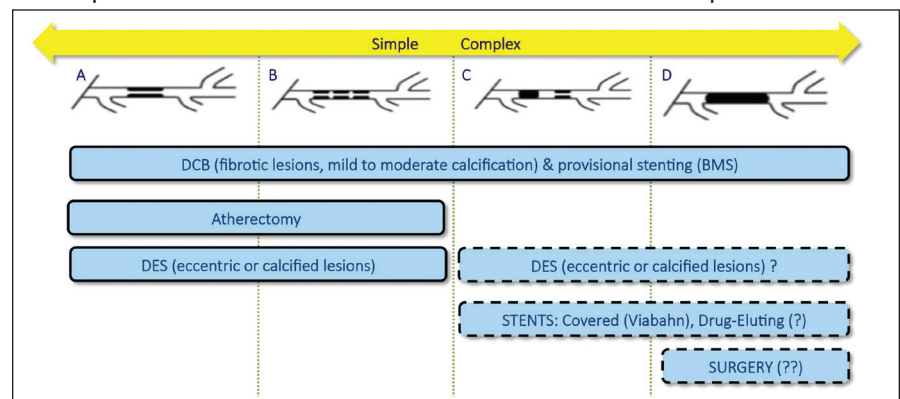 Simple Complex
A B C D
DCB (fibrotic lesions, mild to moderate calcification) & provisional stenting (BMS)
Atherectomy
DES (eccentric or calcified lesions) DES (eccentric or calcified lesions) ?
STENTS: Covered (Viabahn), Drug-Eluting (?)
SURGERY (??)